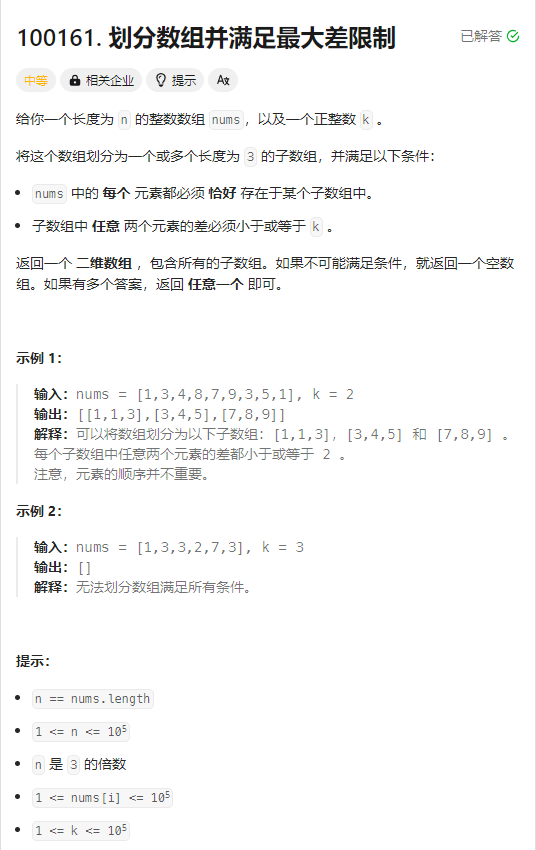 100161. 划分数组并满足最大差限制
已解答
中等 相关企业 提示 Aあ
给你一个长度为 n 的整数数组 nums，以及一个正整数 k 。
将这个数组划分为一个或多个长度为 3 的子数组，并满足以下条件：
nums 中的 每个 元素都必须 恰好 存在于某个子数组中。
子数组中 任意 两个元素的差必须小于或等于 k 。
返回一个 二维数组 ，包含所有的子数组。如果不可能满足条件，就返回一个空数
组。如果有多个答案，返回 任意一个 即可。
示例 1：
输入：nums = [1,3,4,8,7,9,3,5,1], k = 2
输出：[[1,1,3],[3,4,5],[7,8,9]]
解释：可以将数组划分为以下子数组：[1,1,3]，[3,4,5] 和 [7,8,9] 。
每个子数组中任意两个元素的差都小于或等于 2 。
注意，元素的顺序并不重要。
示例 2：
输入：nums = [1,3,3,2,7,3], k = 3
输出：[]
解释：无法划分数组满足所有条件。
提示：
n == nums.length
1 <= n <= 10⁵
n 是 3 的倍数
1 <= nums[i] <= 10⁵
1 <= k <= 10⁵